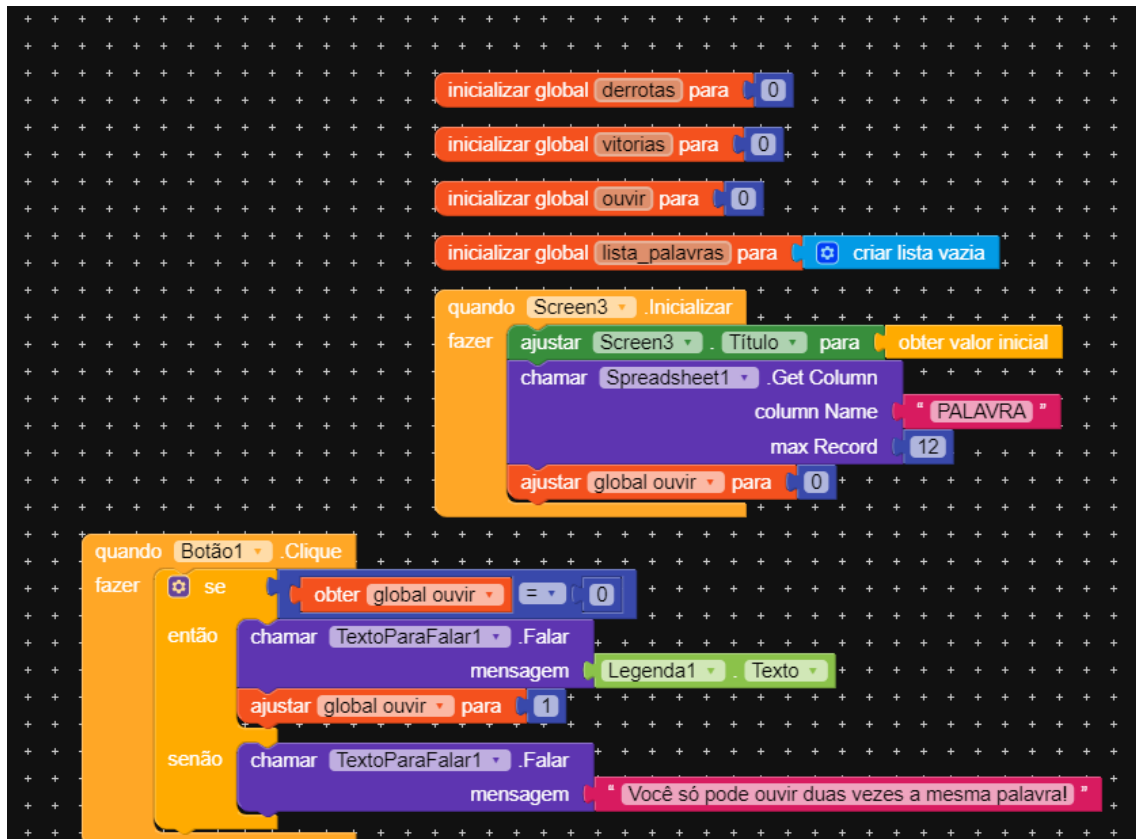 inicializar global derrotas para 0
inicializar global vitorias para 0
inicializar global ouvir para 0
inicializar global lista_palavras para criar lista vazia
quando Screen3 .Inicializar
fazer ajustar Screen3 . Título para obter valor inicial
chamar Spreadsheet1 .Get Column
column Name " PALAVRA "
max Record 12
ajustar global ouvir para 0
quando Botão1 .Clique
fazer se obter global ouvir = 0
então chamar TextoParaFalar1 .Falar
mensagem Legenda1 . Texto
ajustar global ouvir para 1
senão chamar TextoParaFalar1 .Falar
mensagem " Você só pode ouvir duas vezes a mesma palavra! "